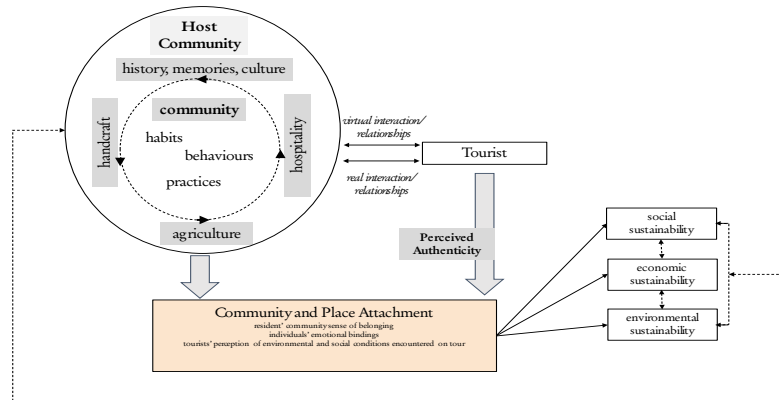 Host
Community
history, memories, culture
community
handcraft
habits
behaviours
practices
hospitality
agriculture
virtual interaction/
relationships
real interaction/
relationships
Tourist
Perceived
Authenticity
Community and Place Attachment
resident' community sense of belonging
individuals' emotional bindings
tourists' perception of environmental and social conditions encountered on tour
social
sustainability
economic
sustainability
environmental
sustainability